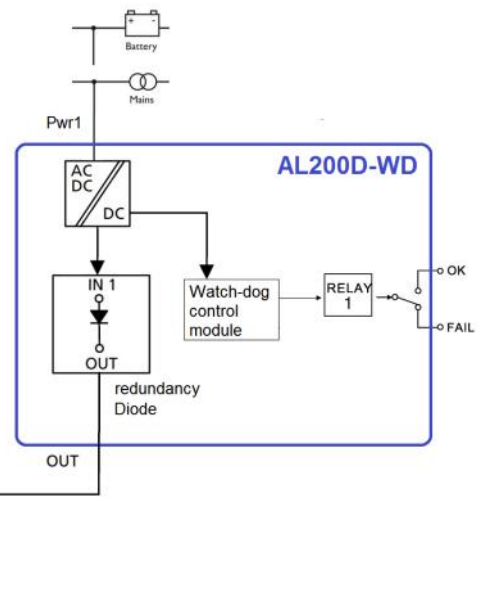 + -
Battery
Mains
Pwr1
AL200D-WD
AC
DC
DC
IN 1
OUT
redundancy
Diode
Watch-dog
control
module
RELAY
1
OK
FAIL
OUT